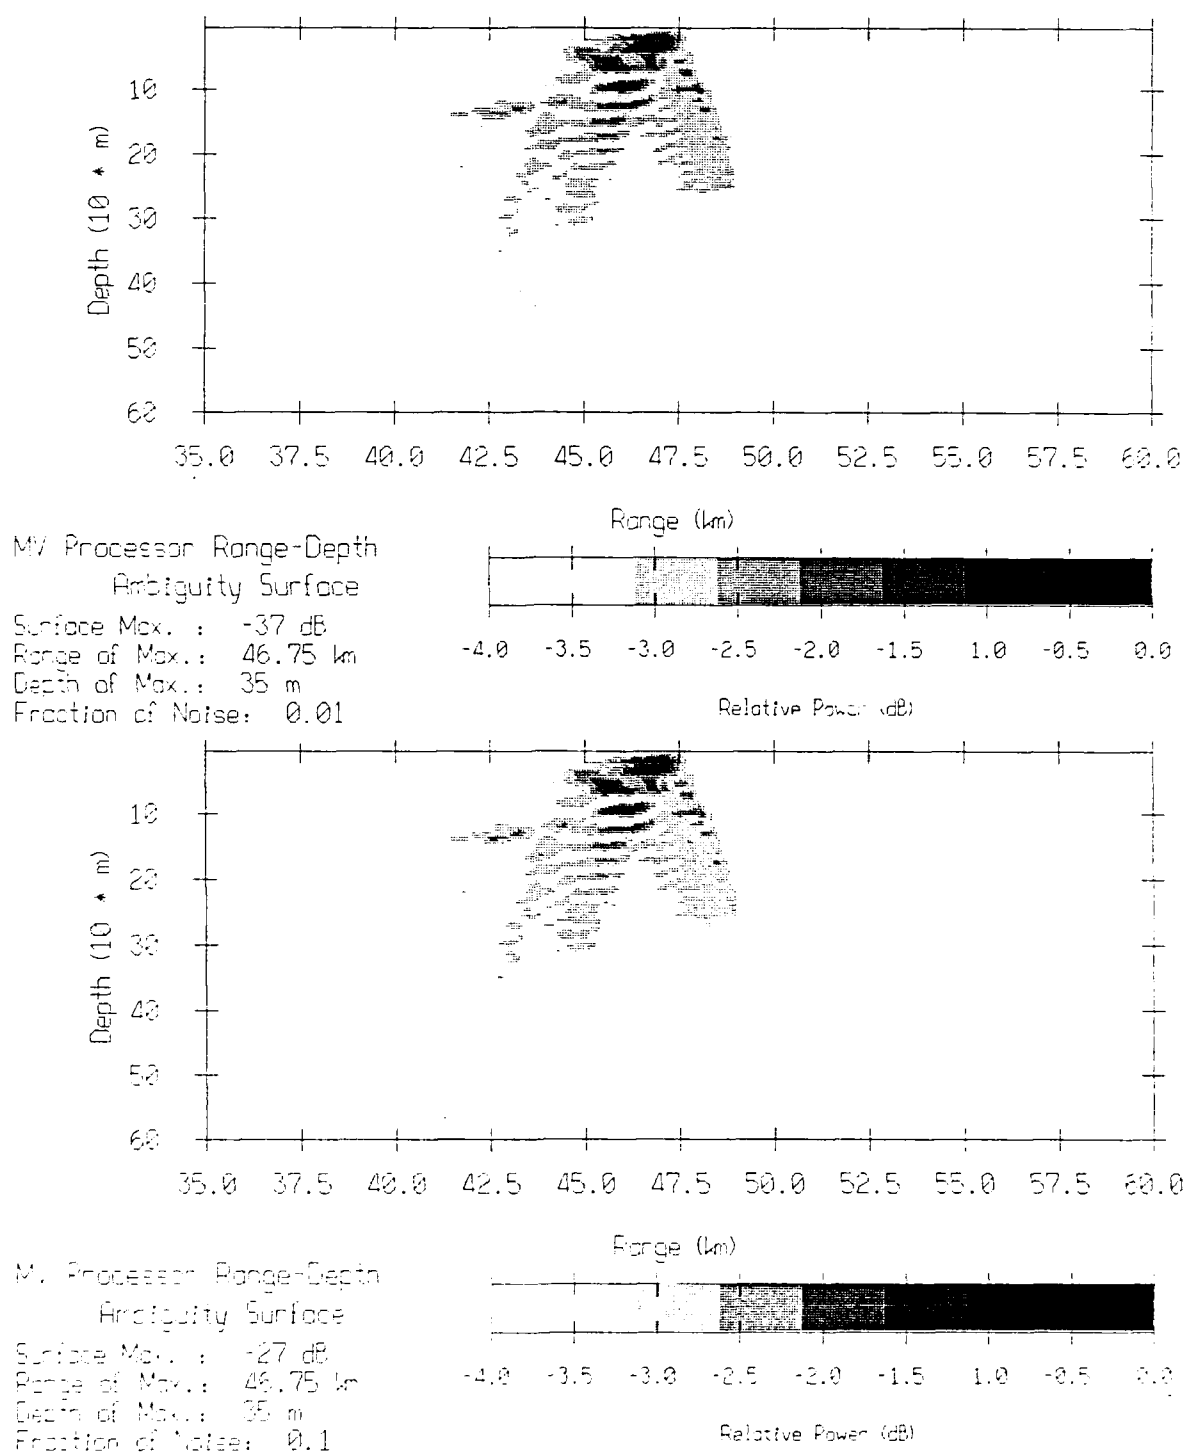 10
20
30
40
50
60
Depth (10 * m)
35.0 37.5 40.0 42.5 45.0 47.5 50.0 52.5 55.0 57.5 60.0
Range (km)
MV Processor Range-Depth
Ambiguity Surface
Surface Max. : -37 dB
Range of Max.: 46.75 km
Depth of Max.: 35 m
Fraction of Noise: 0.01
-4.0 -3.5 -3.0 -2.5 -2.0 -1.5 1.0 -0.5 0.0
Relative Power (dB)
10
20
30
40
50
60
Depth (10 * m)
35.0 37.5 40.0 42.5 45.0 47.5 50.0 52.5 55.0 57.5 60.0
Range (km)
MV Processor Range-Depth
Ambiguity Surface
Surface Max. : -27 dB
Range of Max.: 46.75 km
Depth of Max.: 35 m
Fraction of Noise: 0.1
-4.0 -3.5 -3.0 -2.5 -2.0 -1.5 1.0 -0.5 0.0
Relative Power (dB)